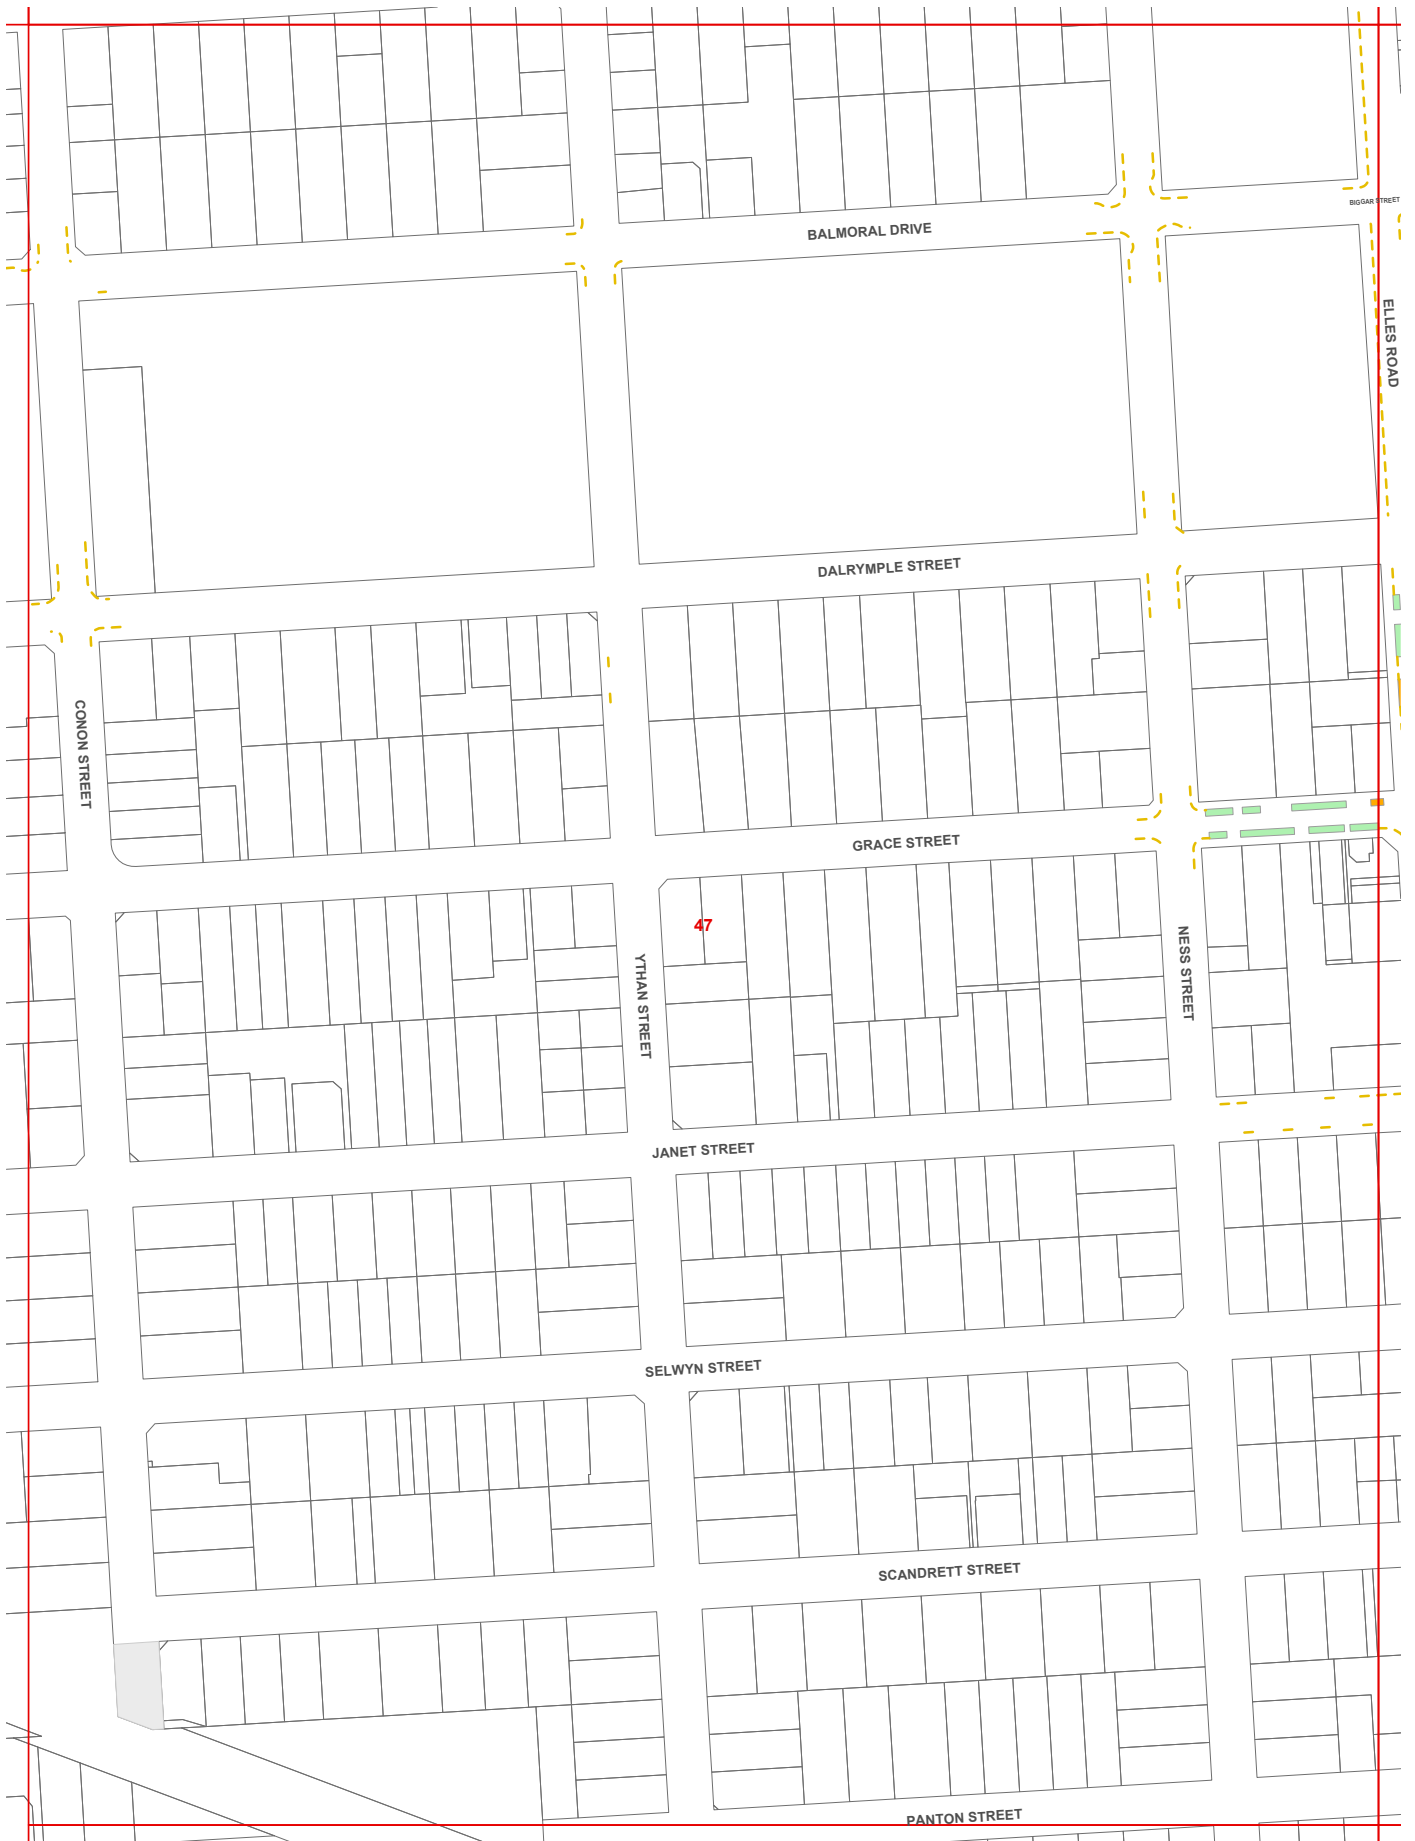 BIGGAR STREET
BALMORAL DRIVE
ELLES ROAD
DALRYMPLE STREET
CONON STREET
GRACE STREET
47
YTHAN STREET
NESS STREET
JANET STREET
SELWYN STREET
SCANDRETT STREET
PANTON STREET